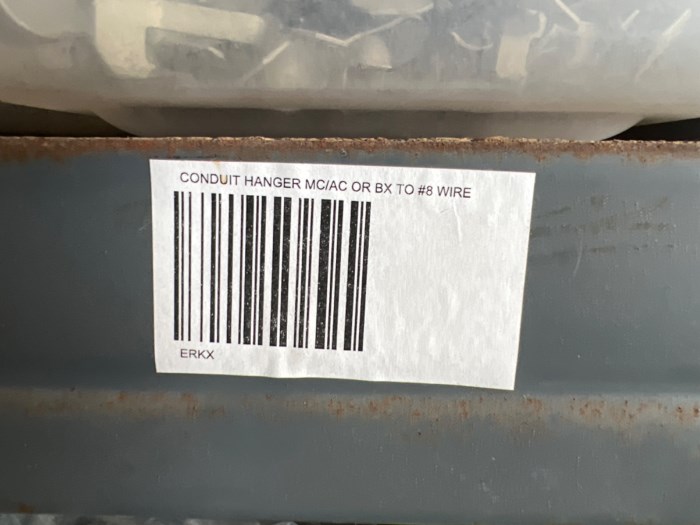 CONDUIT HANGER MC/AC OR BX TO #8 WIRE
ERKX